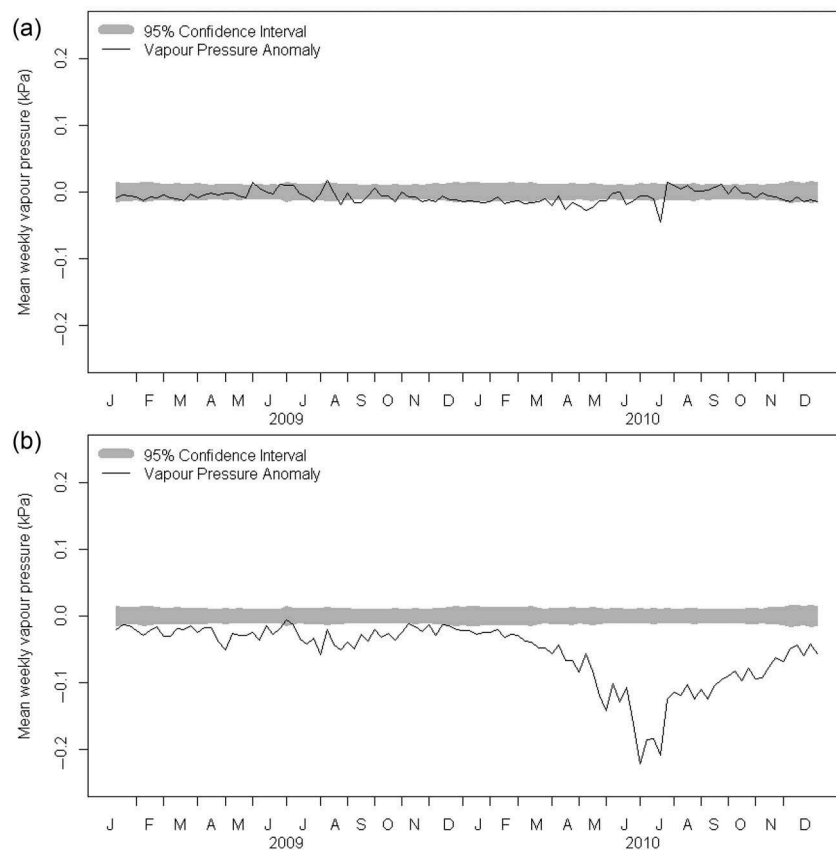 (a)
95% Confidence Interval
Vapour Pressure Anomaly
Mean weekly vapour pressure (kPa)
0.2
0.1
0.0
−0.1
−0.2
J F M A M J J A S O N D J F M A M J J A S O N D
2009 2010
(b)
95% Confidence Interval
Vapour Pressure Anomaly
Mean weekly vapour pressure (kPa)
0.2
0.1
0.0
−0.1
−0.2
J F M A M J J A S O N D J F M A M J J A S O N D
2009 2010